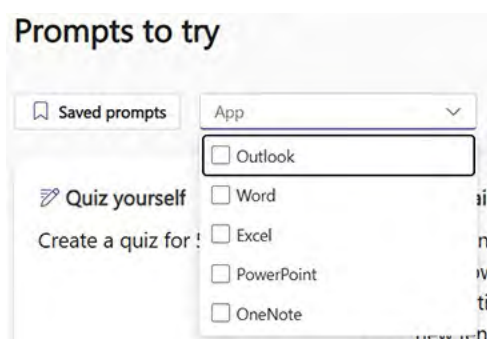 Prompts to try
Saved prompts
App
Outlook
Quiz yourself
Word
Create a quiz for
Excel
PowerPoint
OneNote